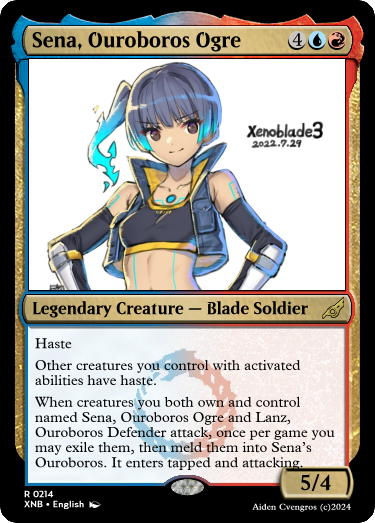 Sena, Ouroboros Ogre 4
Xenoblade3
2022.7.29
Legendary Creature — Blade Soldier
Haste
Other creatures you control with activated
abilities have haste.
When creatures you both own and control
named Sena, Ouroboros Ogre and Lanz,
Ouroboros Defender attack, once per game you
may exile them, then meld them into Sena's
Ouroboros. It enters tapped and attacking.
5/4
R 0214
XNB • English
Aiden Cvengros (c)2024